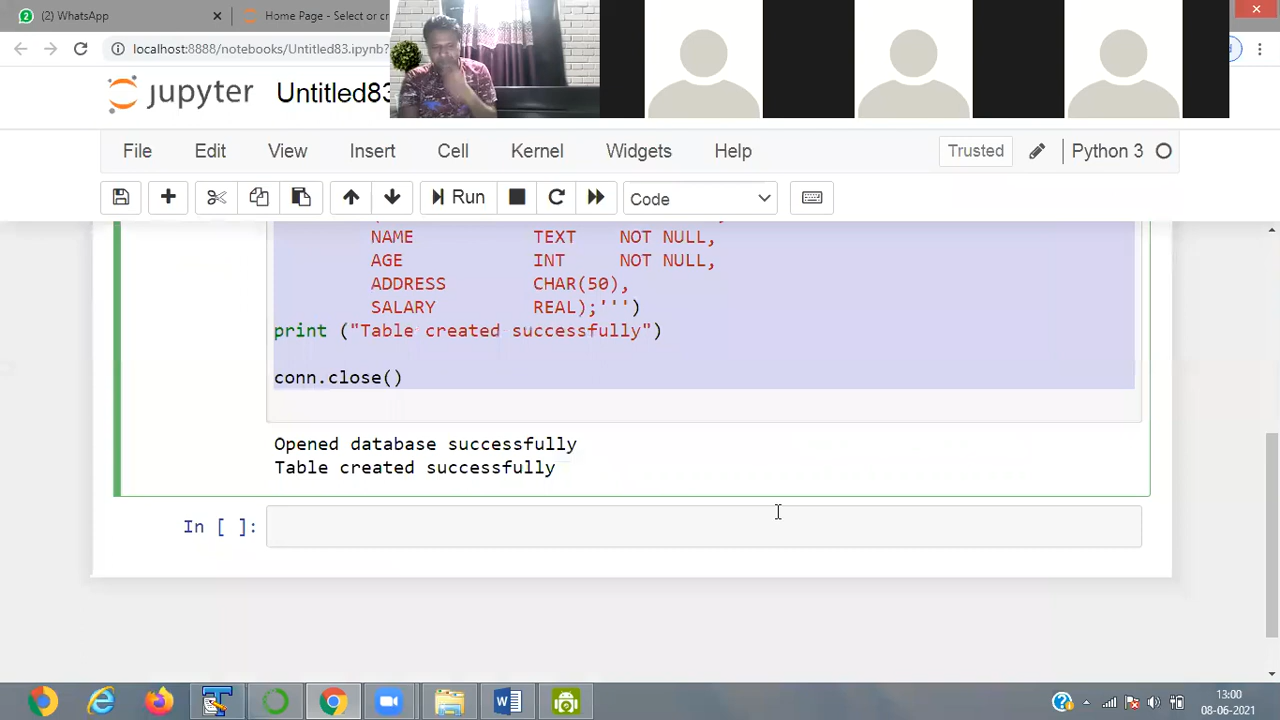 (2) WhatsApp
Home Page - Select or cr
localhost:8888/notebooks/Untitled83.ipynb?
jupyter
Untitled83
File Edit View Insert Cell Kernel Widgets Help Trusted Python 3
Run Code
NAME TEXT NOT NULL,
AGE INT NOT NULL,
ADDRESS CHAR(50),
SALARY REAL);''')
print ("Table created successfully")
conn.close()
Opened database successfully
Table created successfully
In [ ]:
13:00
08-06-2021